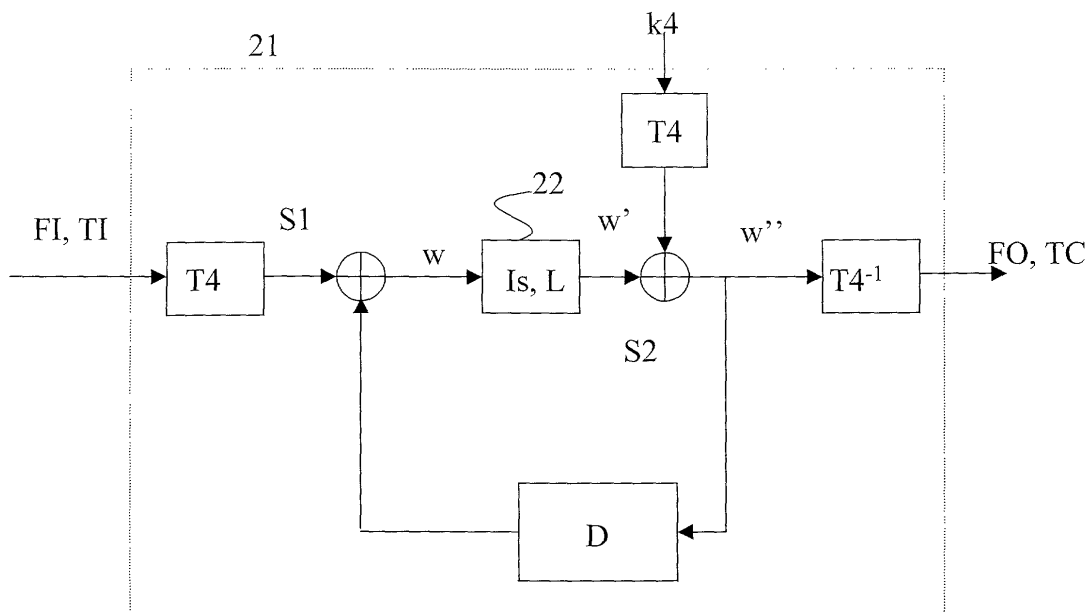 k4
21
T4
22
FI, TI
S1
w'
w''
FO, TC
T4
w
Is, L
T4-1
S2
D